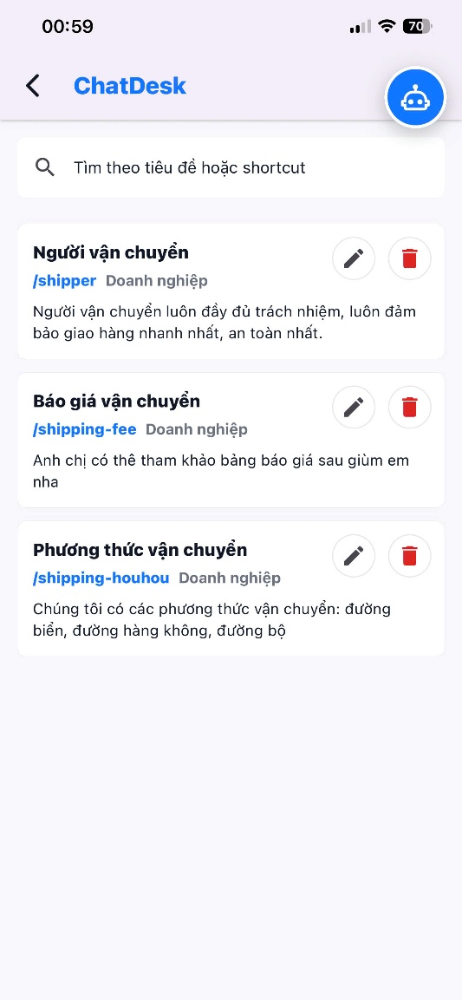 00:59
70
ChatDesk
Tìm theo tiêu đề hoặc shortcut
Người vận chuyển
/shipper Doanh nghiệp
Người vận chuyển luôn đầy đủ trách nhiệm, luôn đảm
bảo giao hàng nhanh nhất, an toàn nhất.
Báo giá vận chuyển
/shipping-fee Doanh nghiệp
Anh chị có thê tham khảo bảng báo giá sau giùm em
nha
Phương thức vận chuyển
/shipping-houhou Doanh nghiệp
Chúng tôi có các phương thức vận chuyển: đường
biển, đường hàng không, đường bộ